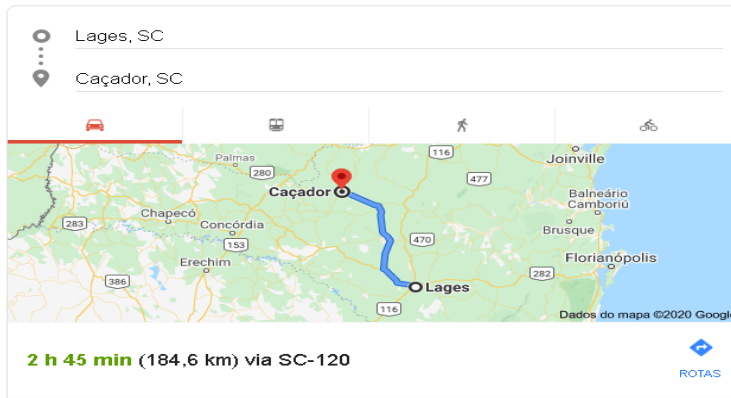 Lages, SC
Caçador, SC
Palmas
280
116
Joinville
477
Caçador
Balneário
Camboriú
Chapecó
283
Concórdia
Brusque
153
470
Erechim
Florianópolis
282
386
Lages
116
Dados do mapa ©2020 Google
2 h 45 min (184,6 km) via SC-120
ROTAS